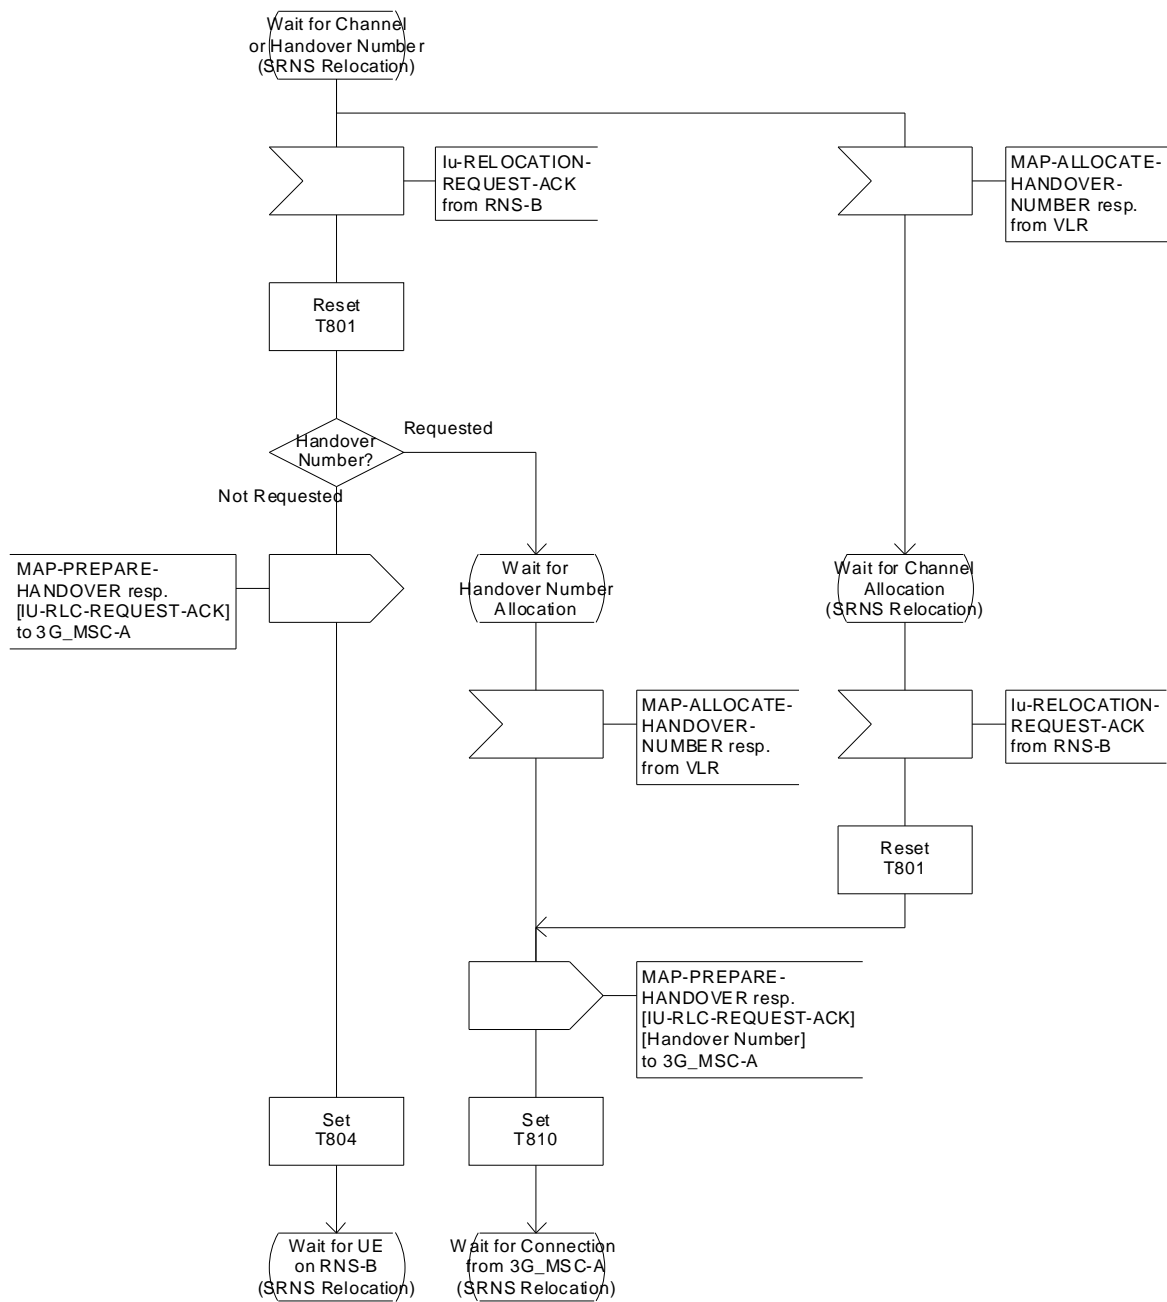 Wait for Channel
or Handover Number
(SRNS Relocation)
Iu-RELOCATION-
REQUEST-ACK
from RNS-B
MAP-ALLOCATE-
HANDOVER-
NUMBER resp.
from VLR
Reset
T801
Handover
Number?
Requested
Not Requested
MAP-PREPARE-
HANDOVER resp.
[IU-RLC-REQUEST-ACK]
to 3G_MSC-A
Wait for
Handover Number
Allocation
Wait for Channel
Allocation
(SRNS Relocation)
MAP-ALLOCATE-
HANDOVER-
NUMBER resp.
from VLR
Iu-RELOCATION-
REQUEST-ACK
from RNS-B
Reset
T801
MAP-PREPARE-
HANDOVER resp.
[IU-RLC-REQUEST-ACK]
[Handover Number]
to 3G_MSC-A
Set
T804
Set
T810
Wait for UE
on RNS-B
(SRNS Relocation)
Wait for Connection
from 3G_MSC-A
(SRNS Relocation)